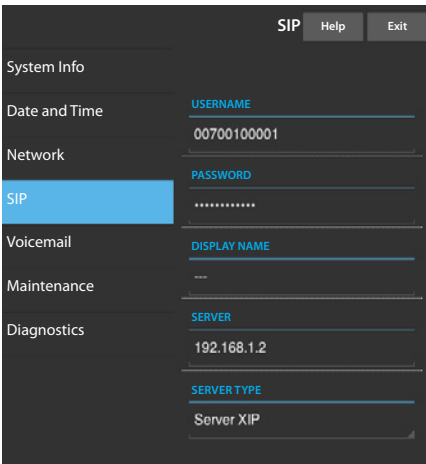 SIP Help Exit
System Info
Date and Time
Network
SIP
Voicemail
Maintenance
Diagnostics
USERNAME
00700100001
PASSWORD
••••••••••••
DISPLAY NAME
---
SERVER
192.168.1.2
SERVER TYPE
Server XIP